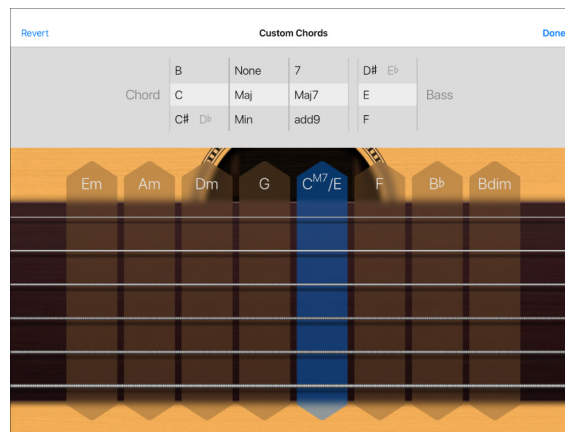 Revert Custom Chords Done
B None 7 D# E♭
Chord C Maj Maj7 E Bass
C# D♭ Min add9 F
Em Am Dm G CM7/E F B♭ Bdim